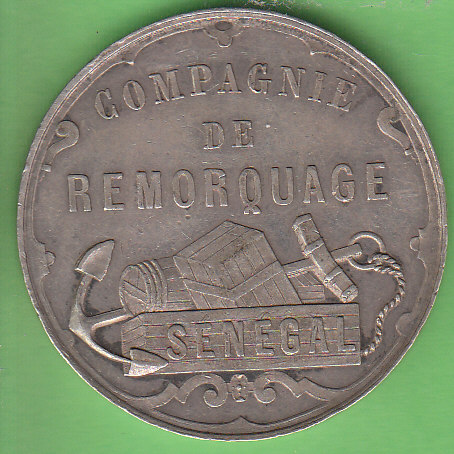 COMPAGNIE
DE
REMORQUAGE
SÉNÉGAL